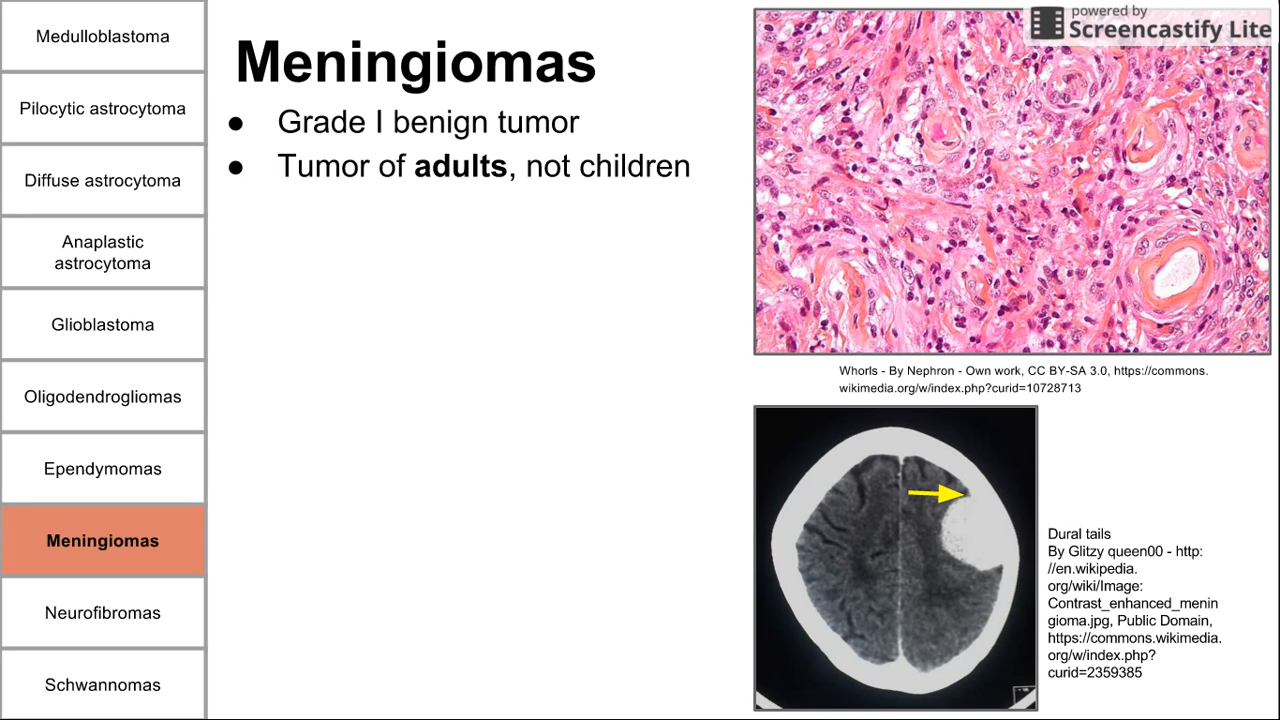 Medulloblastoma
Pilocytic astrocytoma
Diffuse astrocytoma
Anaplastic
astrocytoma
Glioblastoma
Oligodendrogliomas
Ependymomas
Meningiomas
Neurofibromas
Schwannomas
Meningiomas
● Grade I benign tumor
● Tumor of adults, not children
powered by
Screencastify Lite
Whorls - By Nephron - Own work, CC BY-SA 3.0, https://commons.
wikimedia.org/w/index.php?curid=10728713
Dural tails
By Glitzy queen00 - http:
//en.wikipedia.
org/wiki/Image:
Contrast_enhanced_menin
gioma.jpg, Public Domain,
https://commons.wikimedia.
org/w/index.php?
curid=2359385